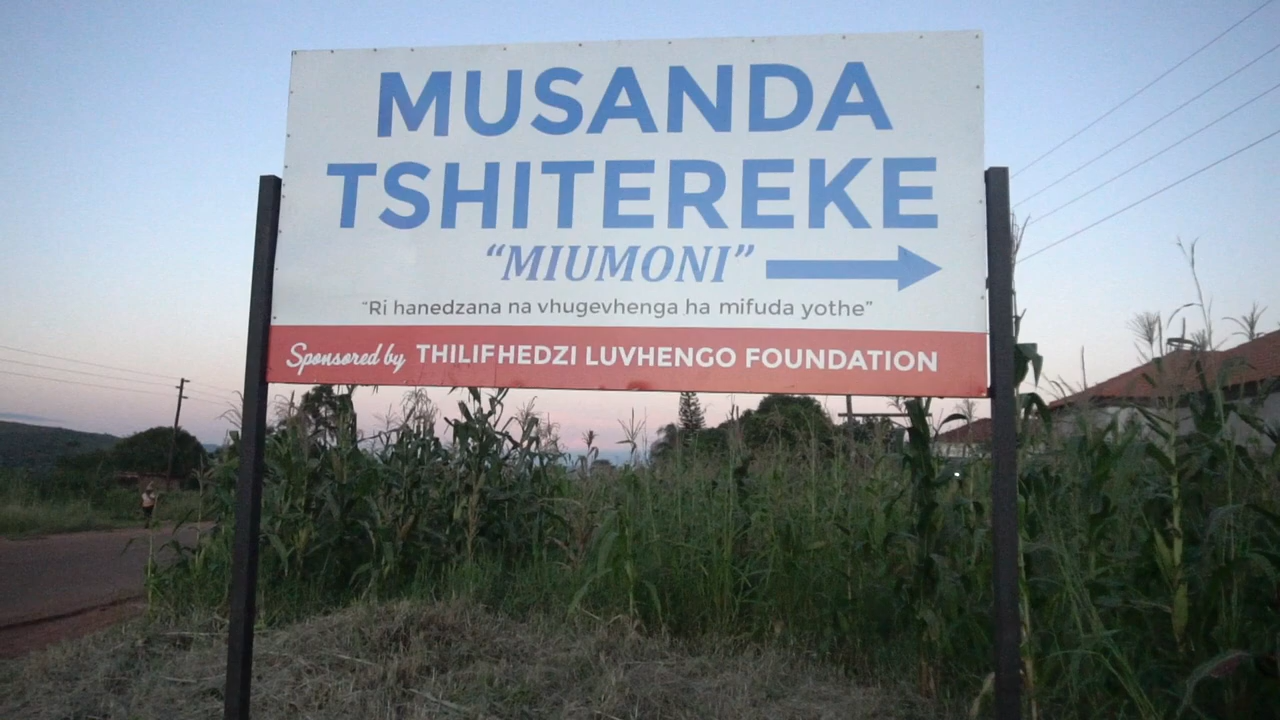 MUSANDA
TSHITEREKE
“MIUMONI”
“Ri hanedzana na vhugevhenga ha mifuda yothe”
Sponsored by THILIFHEDZI LUVHENGO FOUNDATION